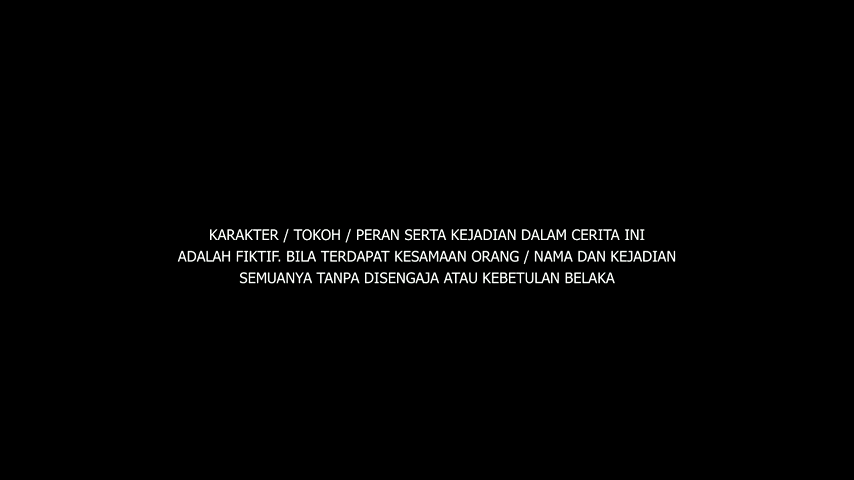 KARAKTER / TOKOH / PERAN SERTA KEJADIAN DALAM CERITA INI
ADALAH FIKTIF. BILA TERDAPAT KESAMAAN ORANG / NAMA DAN KEJADIAN
SEMUANYA TANPA DISENGAJA ATAU KEBETULAN BELAKA